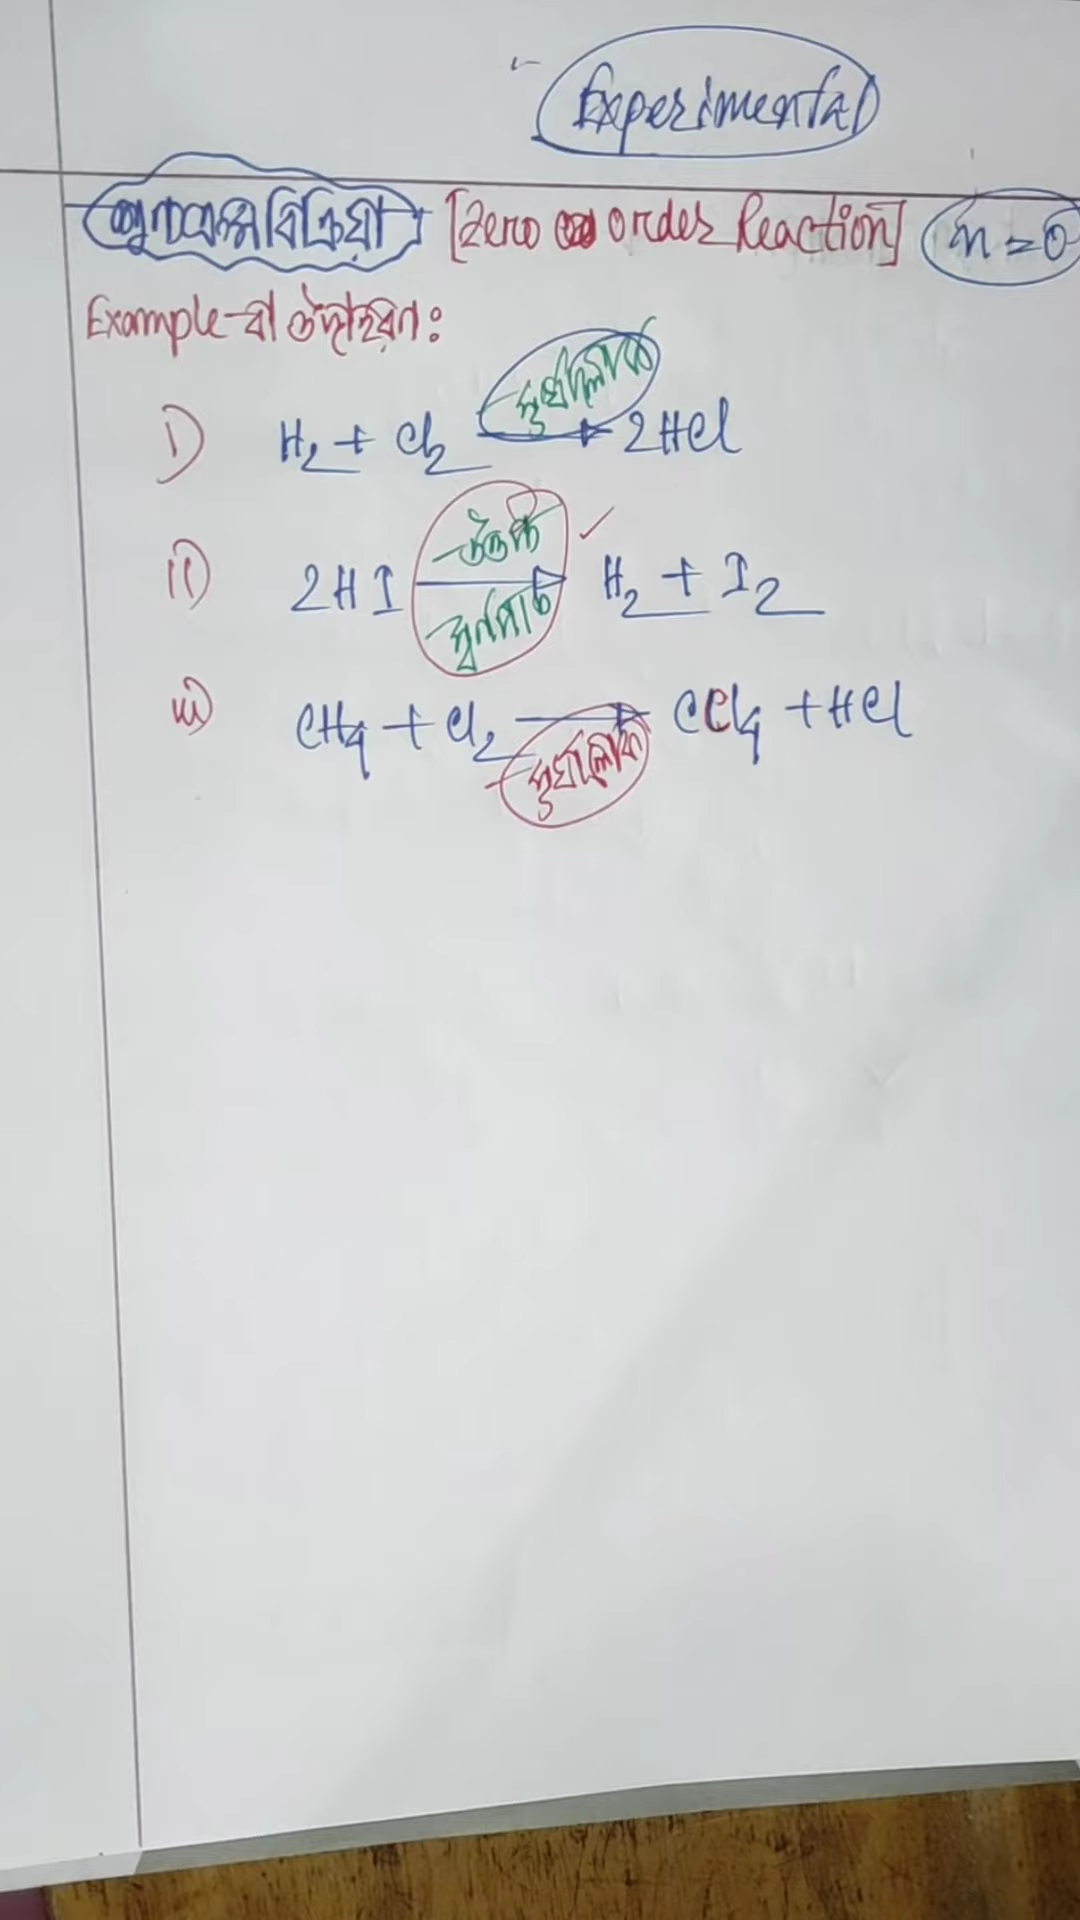 Experimental
শূন্যক্রম বিক্রিয়া [Zero order Reaction] n = 0
Example বা উদাহরণ :
i) H₂ + Cl₂ সূর্যালোক → 2HCl
ii) 2HI উত্তপ্ত → স্বর্ণপাত H₂ + I₂
iii) CH₄ + Cl₂ → সূর্যালোক CCl₄ + HCl